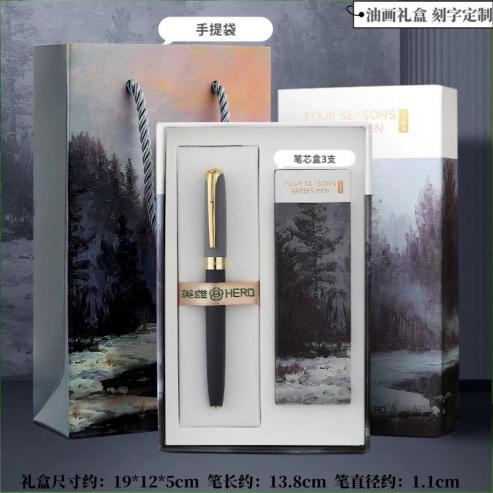 油画礼盒 刻字定制
手提袋
FOUR SEASONS
PEN
笔芯盒3支
FOUR SEASONS
SERIES PEN
英雄 HERO
HERO
礼盒尺寸约：19*12*5cm 笔长约：13.8cm 笔直径约：1.1cm